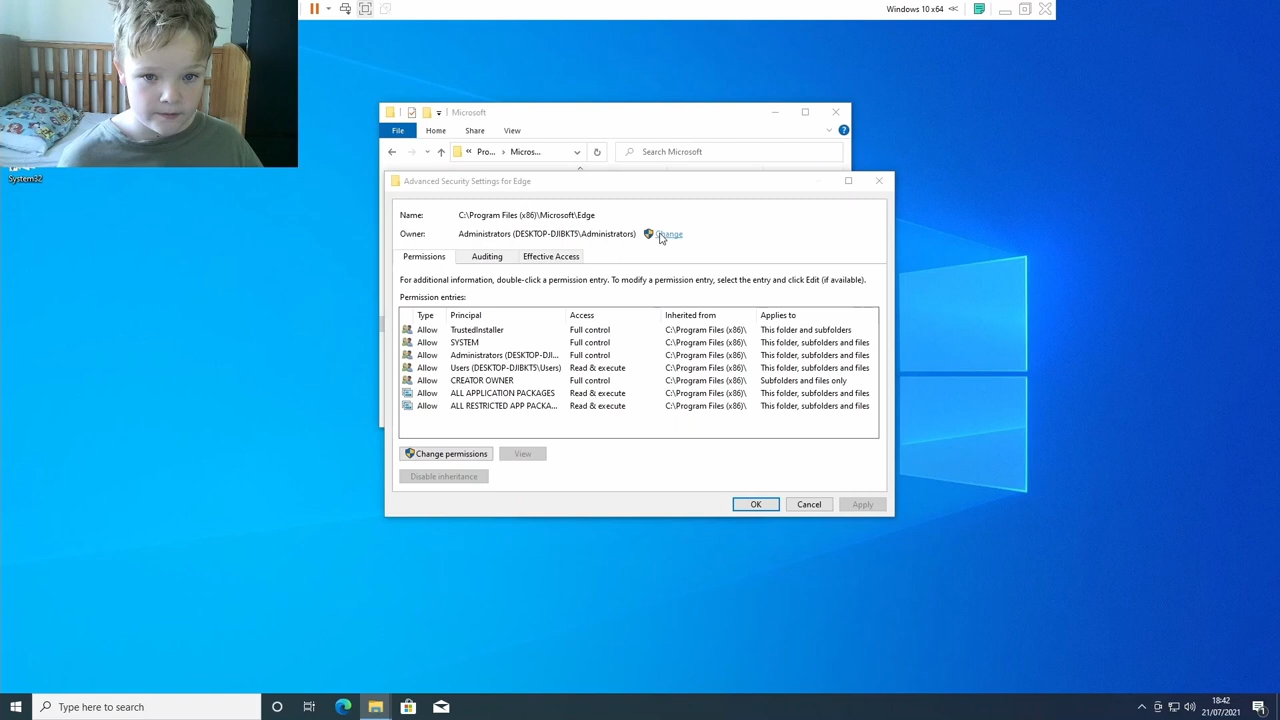 Windows 10 x64
System32
Microsoft
File Home Share View
« Pro... › Micros... Search Microsoft
Advanced Security Settings for Edge
Name: C:\Program Files (x86)\Microsoft\Edge
Owner: Administrators (DESKTOP-DJIBKT5\Administrators) Change
Permissions Auditing Effective Access
For additional information, double-click a permission entry. To modify a permission entry, select the entry and click Edit (if available).
Permission entries:
Type Principal Access Inherited from Applies to
Allow TrustedInstaller Full control C:\Program Files (x86)\ This folder and subfolders
Allow SYSTEM Full control C:\Program Files (x86)\ This folder, subfolders and files
Allow Administrators (DESKTOP-DJI... Full control C:\Program Files (x86)\ This folder, subfolders and files
Allow Users (DESKTOP-DJIBKT5\Users) Read & execute C:\Program Files (x86)\ This folder, subfolders and files
Allow CREATOR OWNER Full control C:\Program Files (x86)\ Subfolders and files only
Allow ALL APPLICATION PACKAGES Read & execute C:\Program Files (x86)\ This folder, subfolders and files
Allow ALL RESTRICTED APP PACKA... Read & execute C:\Program Files (x86)\ This folder, subfolders and files
Change permissions View
Disable inheritance
OK Cancel Apply
Type here to search
18:42
21/07/2021